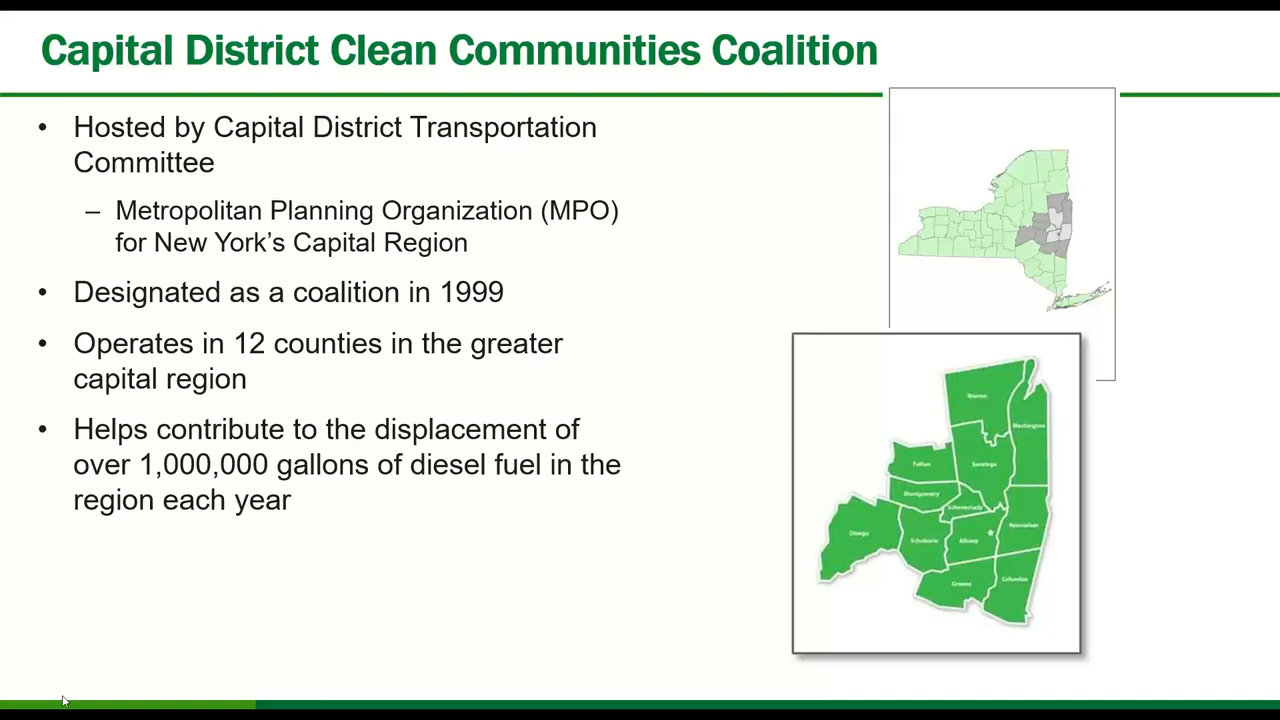 Capital District Clean Communities Coalition
• Hosted by Capital District Transportation
Committee
– Metropolitan Planning Organization (MPO)
for New York’s Capital Region
• Designated as a coalition in 1999
• Operates in 12 counties in the greater
capital region
• Helps contribute to the displacement of
over 1,000,000 gallons of diesel fuel in the
region each year
Warren
Washington
Fulton
Saratoga
Montgomery
Schenectady
Otsego
Schoharie
Albany
Rensselaer
Greene
Columbia